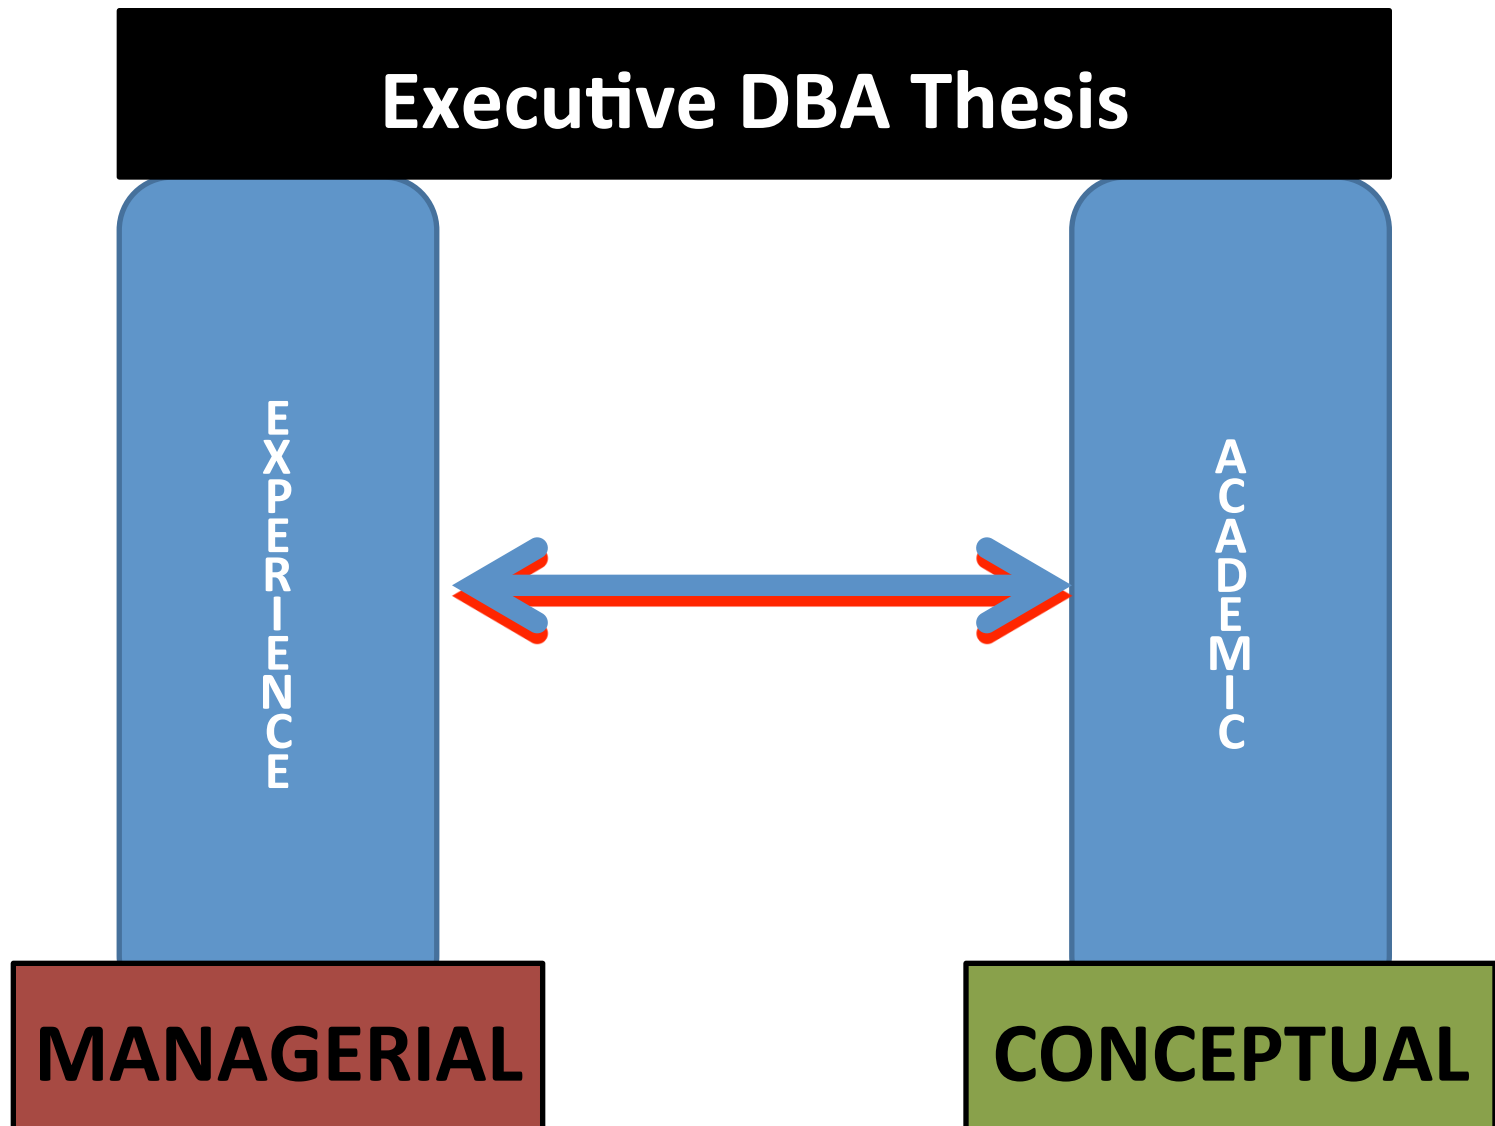 Executive DBA Thesis
EXPERIENCE
ACADEMIC
MANAGERIAL
CONCEPTUAL